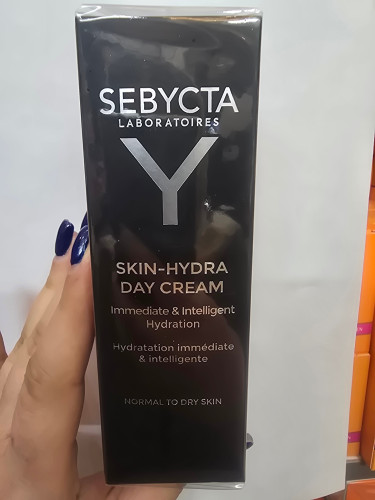 SEBYCTA
LABORATOIRES
Y
SKIN-HYDRA
DAY CREAM
Immediate & Intelligent
Hydration
Hydratation immédiate
& intelligente
NORMAL TO DRY SKIN